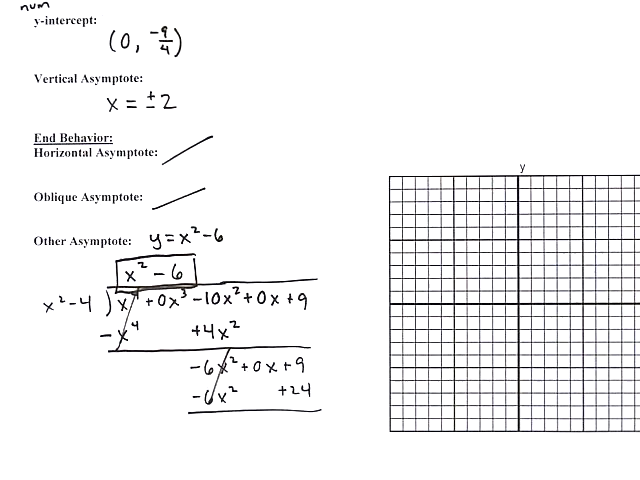 num
y-intercept:
(0, -9/4)
Vertical Asymptote:
x = ±2
End Behavior:
Horizontal Asymptote:
Oblique Asymptote:
Other Asymptote: y = x² - 6
x² - 6
x² - 4 ) x⁴ + 0x³ - 10x² + 0x + 9
- x⁴ + 4x²
- 6x² + 0x + 9
- 6x² + 24
y